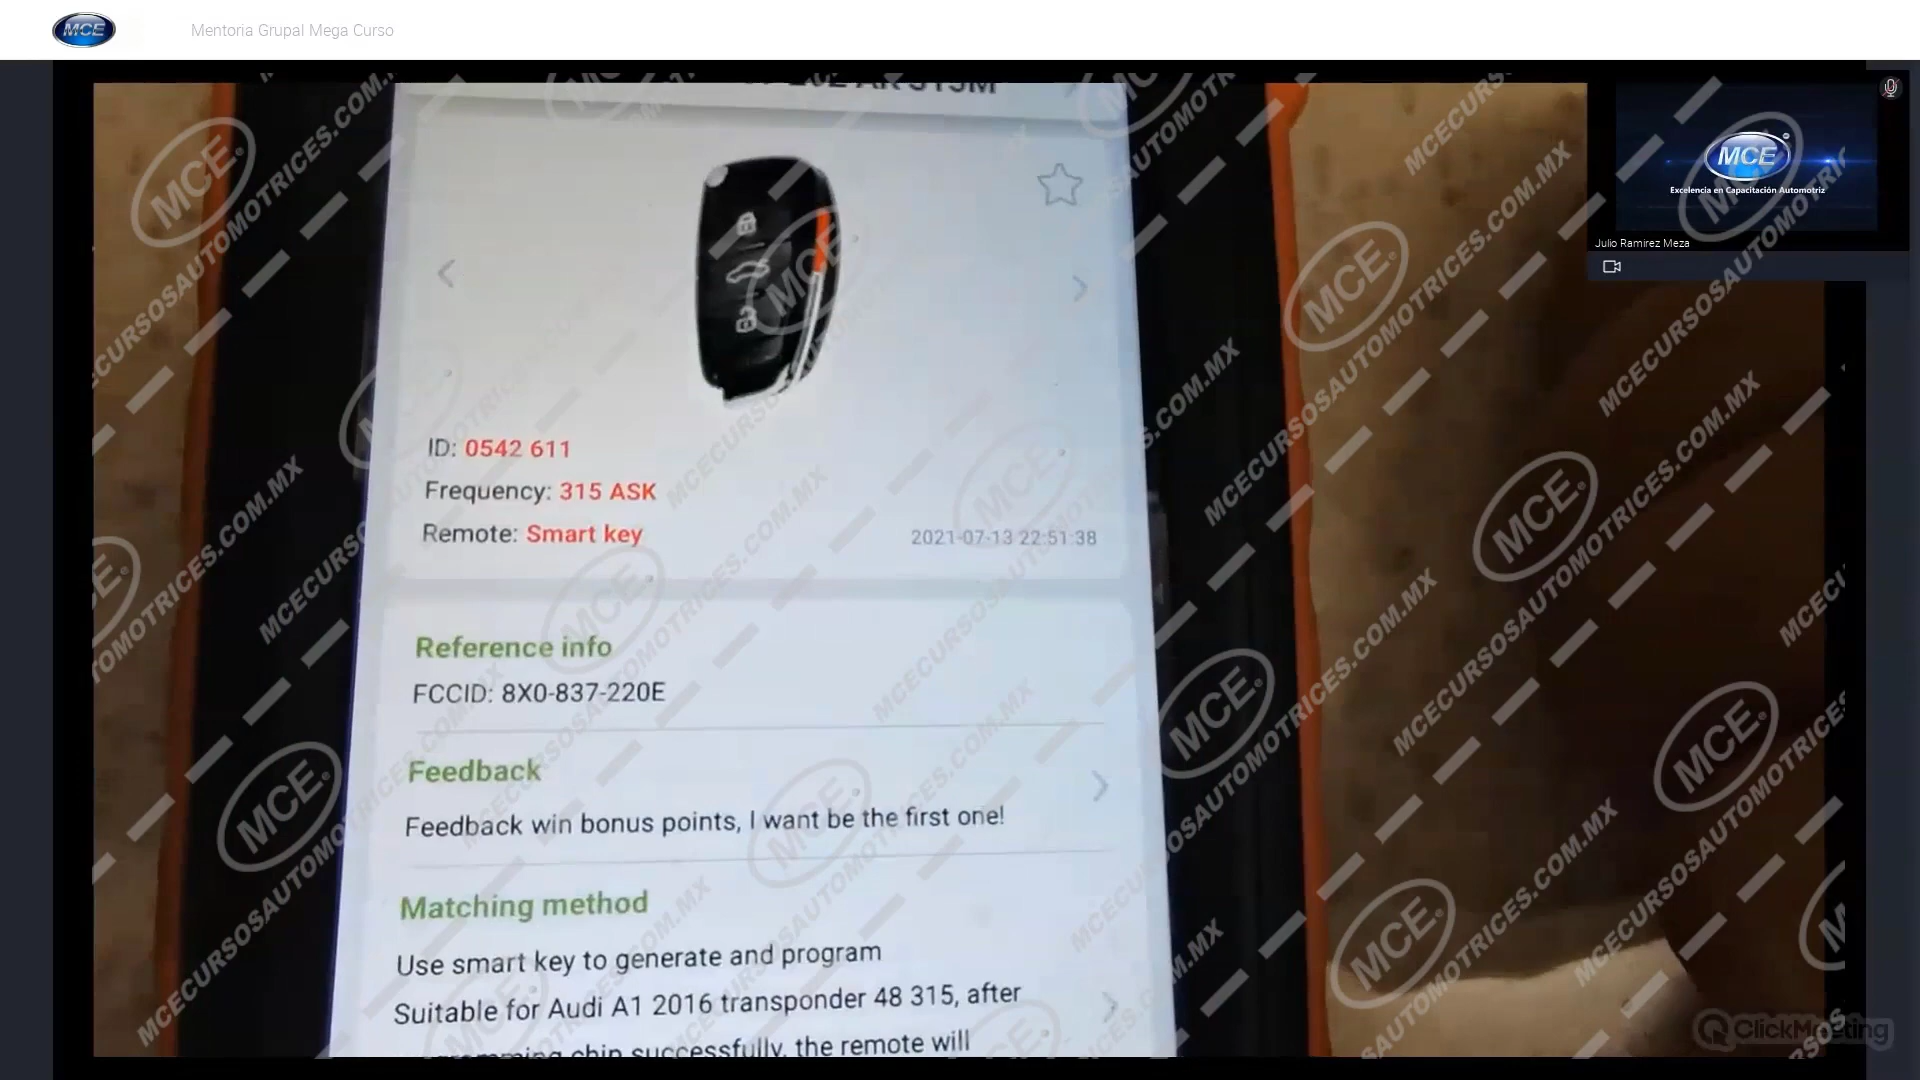 MCE
Mentoria Grupal Mega Curso
315M
ID: 0542 611
Frequency: 315 ASK
Remote: Smart key
2021-07-13 22:51:38
Reference info
FCCID: 8X0-837-220E
Feedback
Feedback win bonus points, I want be the first one!
Matching method
Use smart key to generate and program
Suitable for Audi A1 2016 transponder 48 315, after
chip successfully, the remote will
MCE
Excelencia en Capacitación Automotriz
Julio Ramirez Meza
MCE
MCECURSOSAUTOMOTRICES.COM.MX
ClickMeeting